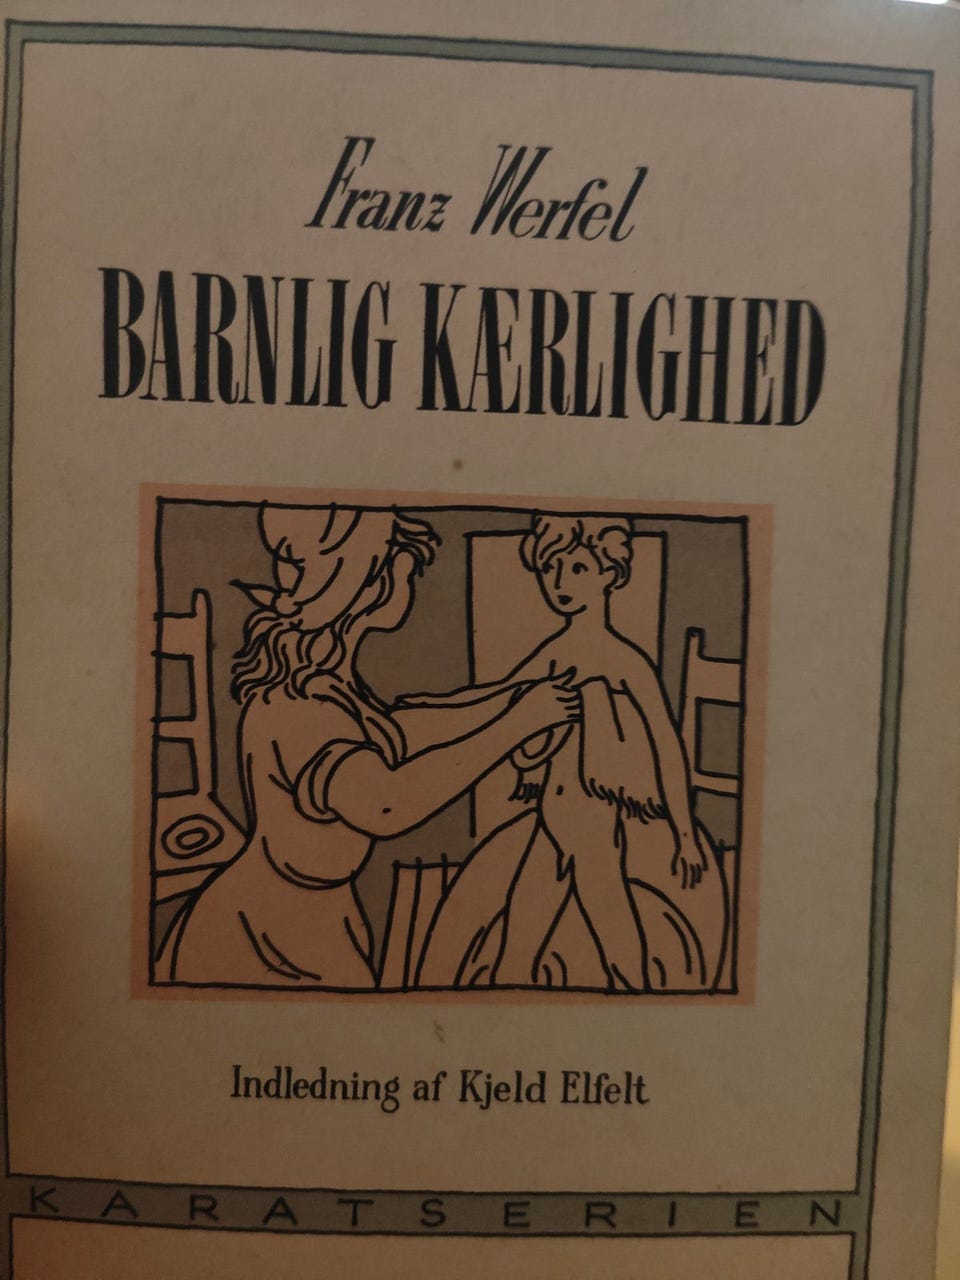 Franz Werfel
BARNLIG KÆRLIGHED
Indledning af Kjeld Elfelt
KARATSERIEN